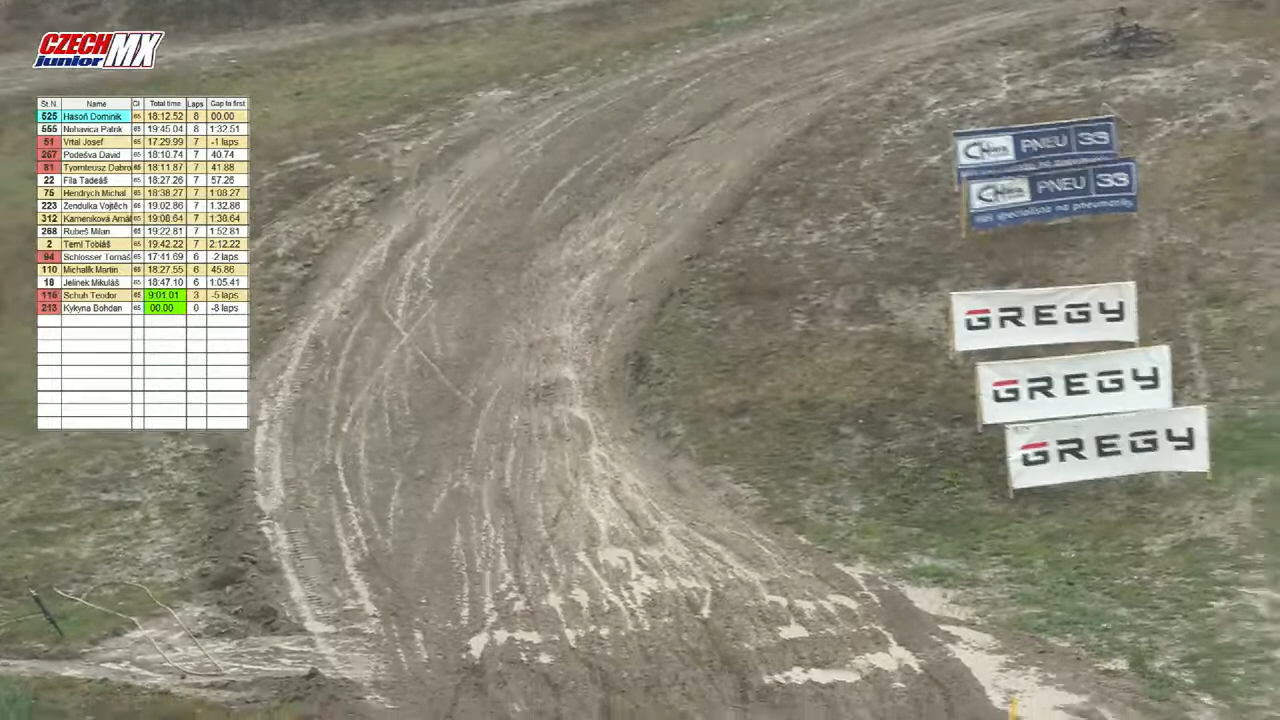 CZECH MX
junior
St.N. Name Cl Total time Laps Gap to first
525 Hasoň Dominik 65 18:12.52 8 00.00
555 Nohavica Patrik 65 19:45.04 8 1:32.51
51 Vrtal Josef 65 17:29.99 7 -1 laps
267 Podešva David 65 18:10.74 7 40.74
81 Tyomteusz Dabro 65 18:11.87 7 41.88
22 Fila Tadeáš 65 18:27.26 7 57.26
75 Hendrych Michal 65 18:38.27 7 1:08.27
223 Zendulka Vojtěch 65 19:02.86 7 1:32.86
312 Kameníková Amál 65 19:08.64 7 1:38.64
268 Rubeš Milan 65 19:22.81 7 1:52.81
2 Teml Tobiáš 65 19:42.22 7 2:12.22
94 Schlosser Tomáš 65 17:41.69 6 -2 laps
110 Michalík Martin 65 18:27.55 6 45.86
18 Jelínek Mikuláš 65 18:47.10 6 1:05.41
116 Schuh Teodor 65 9:01.01 3 -5 laps
213 Kykyna Bohdan 65 00.00 0 -8 laps
PNEU 33
PNEU 33
Váš specialista na pneumatiky
GREGY
GREGY
GREGY